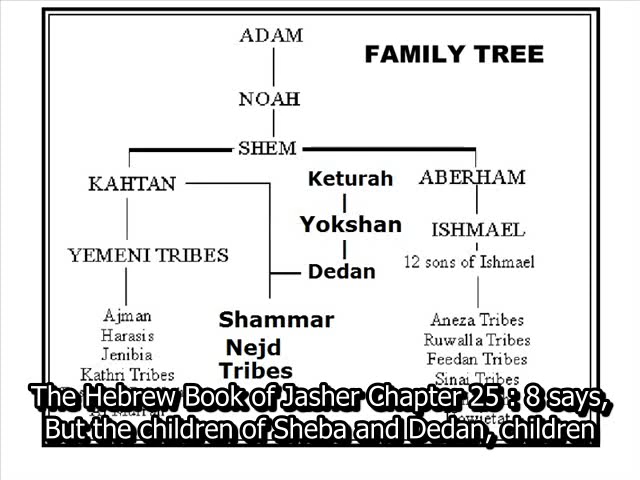 ADAM
FAMILY TREE
NOAH
SHEM
KAHTAN
Keturah
ABERHAM
Yokshan
ISHMAEL
YEMENI TRIBES
Dedan
12 sons of Ishmael
Ajman
Harasis
Jenibia
Kathri Tribes
Shammar
Nejd
Tribes
Aneza Tribes
Ruwalla Tribes
Feedan Tribes
Sinai Tribes
The Hebrew Book of Jasher Chapter 25 : 8 says,
But the children of Sheba and Dedan, children